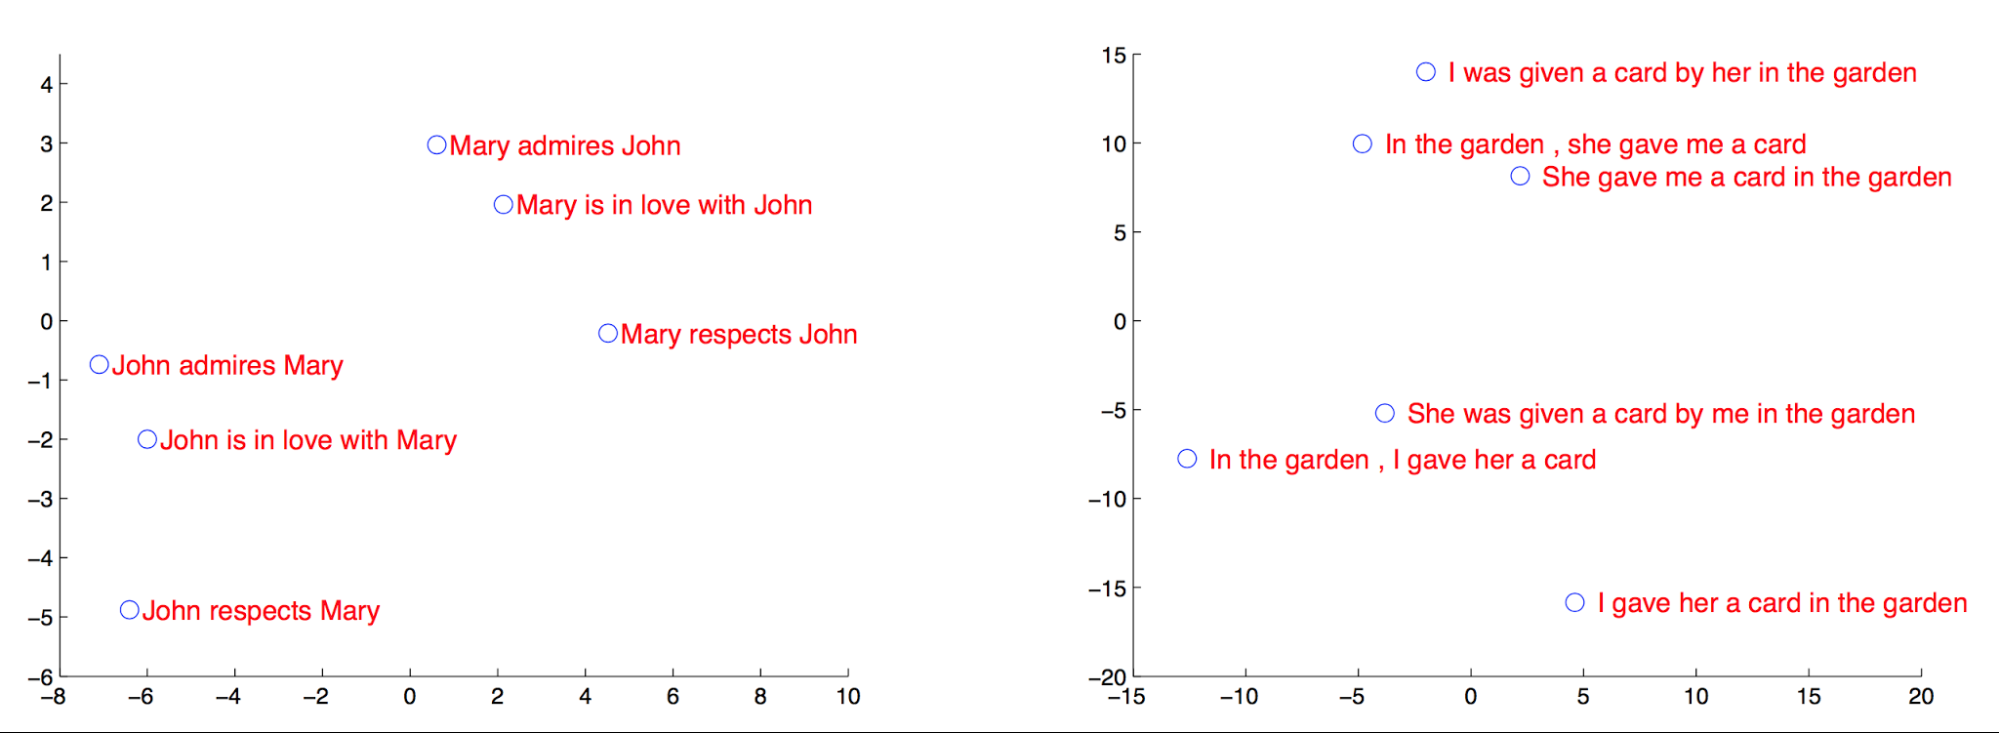 4
3
2
1
0
−1
−2
−3
−4
−5
−6
Mary admires John
Mary is in love with John
Mary respects John
John admires Mary
John is in love with Mary
John respects Mary
−8 −6 −4 −2 0 2 4 6 8 10
15
10
5
0
−5
−10
−15
−20
I was given a card by her in the garden
In the garden , she gave me a card
She gave me a card in the garden
She was given a card by me in the garden
In the garden , I gave her a card
I gave her a card in the garden
−15 −10 −5 0 5 10 15 20